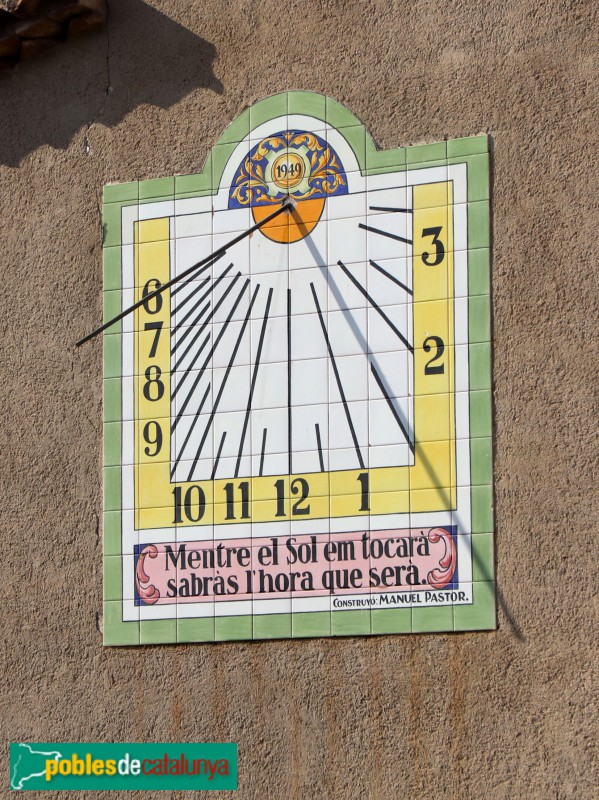 1949
3
6
7
2
8
9
10 11 12 1
Mentre el Sol em tocarà
sabràs l'hora que serà.
CONSTRUYÓ: MANUEL PASTOR.
poblesdecatalunya